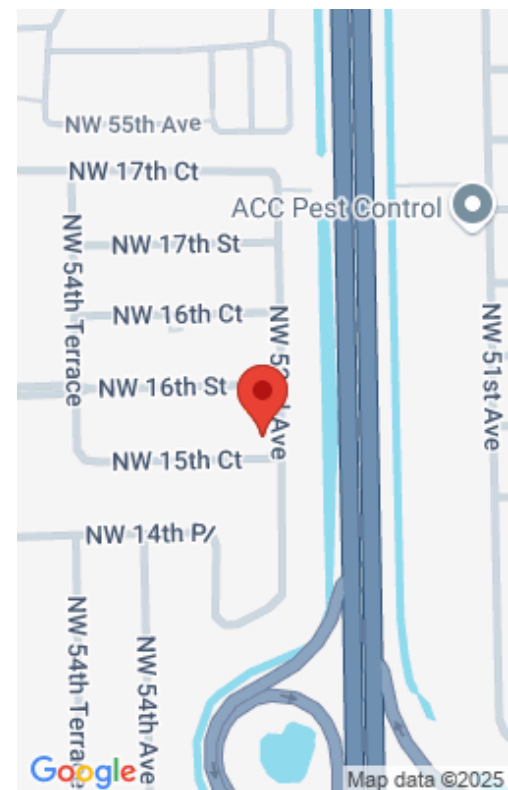 NW 55th Ave
NW 17th Ct
ACC Pest Control
NW 17th St
NW 54th Terrace
NW 16th Ct
NW 51st Ave
NW 16th St
Ave
NW 15th Ct
NW 14th P
NW 54th Terrace
NW 54th Ave
Google
Map data ©2025